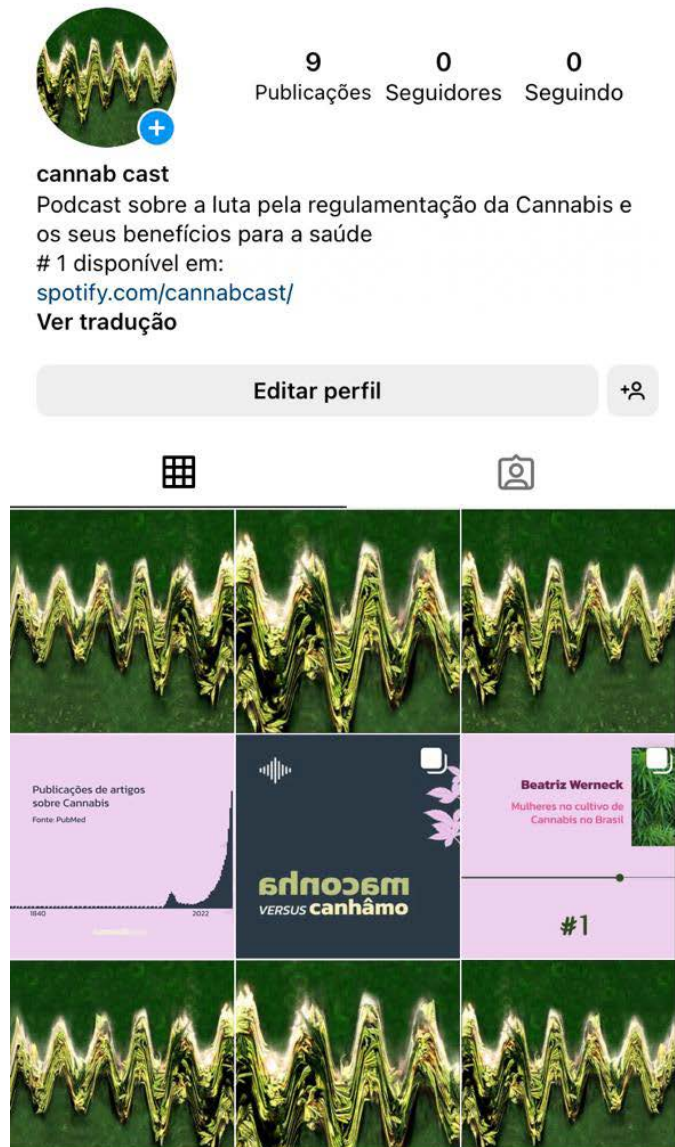 9
0
0
Publicações
Seguidores
Seguindo
cannab cast
Podcast sobre a luta pela regulamentação da Cannabis e
os seus benefícios para a saúde
# 1 disponível em:
spotify.com/cannabcast/
Ver tradução
Editar perfil
Publicações de artigos
sobre Cannabis
Fonte: PubMed
1840
2022
maconha
VERSUS canhâmo
Beatriz Werneck
Mulheres no cultivo de
Cannabis no Brasil
#1